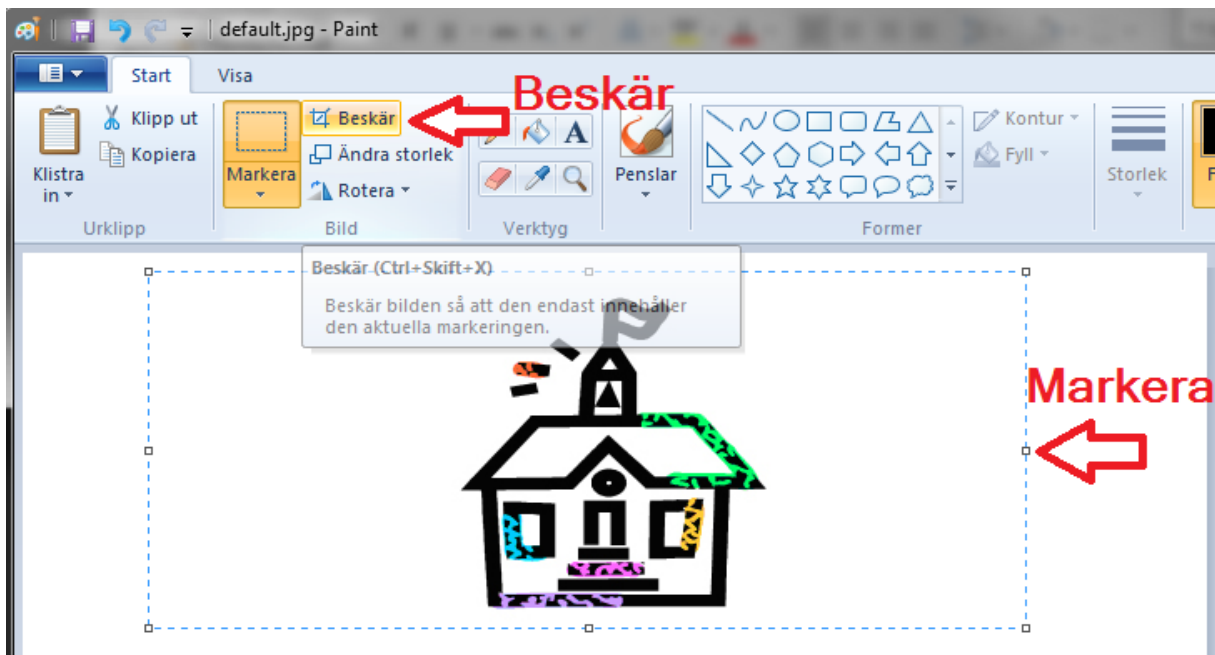 default.jpg - Paint
Start
Visa
Beskär
Klistra
in
Klipp ut
Kopiera
Urklipp
Markera
Beskär
Ändra storlek
Rotera
Bild
A
Verktyg
Penslar
Former
Kontur
Fyll
Storlek
F
Beskär (Ctrl+Skift+X)
Beskär bilden så att den endast innehåller
den aktuella markeringen.
Markera